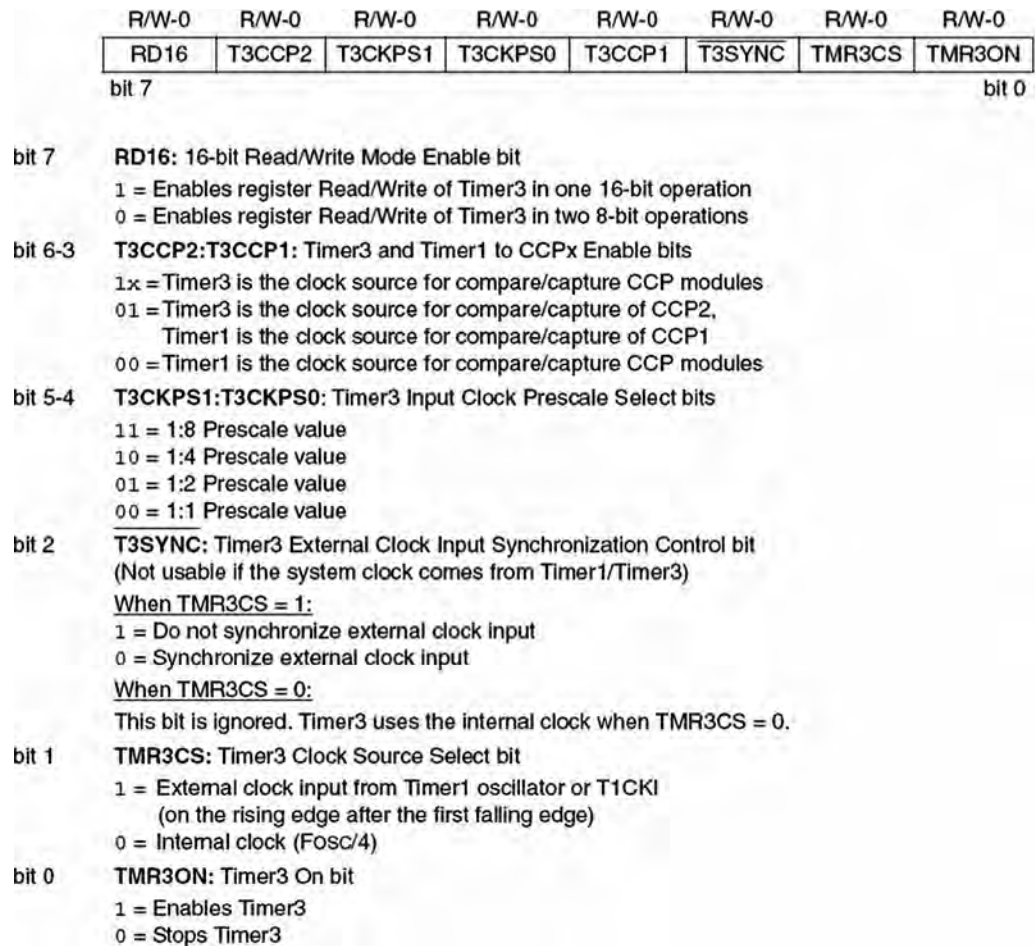 R/W-0 R/W-0 R/W-0 R/W-0 R/W-0 R/W-0 R/W-0 R/W-0
RD16 T3CCP2 T3CKPS1 T3CKPS0 T3CCP1 T3SYNC TMR3CS TMR3ON
bit 7 bit 0
bit 7 RD16: 16-bit Read/Write Mode Enable bit
1 = Enables register Read/Write of Timer3 in one 16-bit operation
0 = Enables register Read/Write of Timer3 in two 8-bit operations
bit 6-3 T3CCP2:T3CCP1: Timer3 and Timer1 to CCPx Enable bits
1x = Timer3 is the clock source for compare/capture CCP modules
01 = Timer3 is the clock source for compare/capture of CCP2,
Timer1 is the clock source for compare/capture of CCP1
00 = Timer1 is the clock source for compare/capture CCP modules
bit 5-4 T3CKPS1:T3CKPS0: Timer3 Input Clock Prescale Select bits
11 = 1:8 Prescale value
10 = 1:4 Prescale value
01 = 1:2 Prescale value
00 = 1:1 Prescale value
bit 2 T3SYNC: Timer3 External Clock Input Synchronization Control bit
(Not usable if the system clock comes from Timer1/Timer3)
When TMR3CS = 1:
1 = Do not synchronize external clock input
0 = Synchronize external clock input
When TMR3CS = 0:
This bit is ignored. Timer3 uses the internal clock when TMR3CS = 0.
bit 1 TMR3CS: Timer3 Clock Source Select bit
1 = External clock input from Timer1 oscillator or T1CKI
(on the rising edge after the first falling edge)
0 = Internal clock (FOSC/4)
bit 0 TMR3ON: Timer3 On bit
1 = Enables Timer3
0 = Stops Timer3